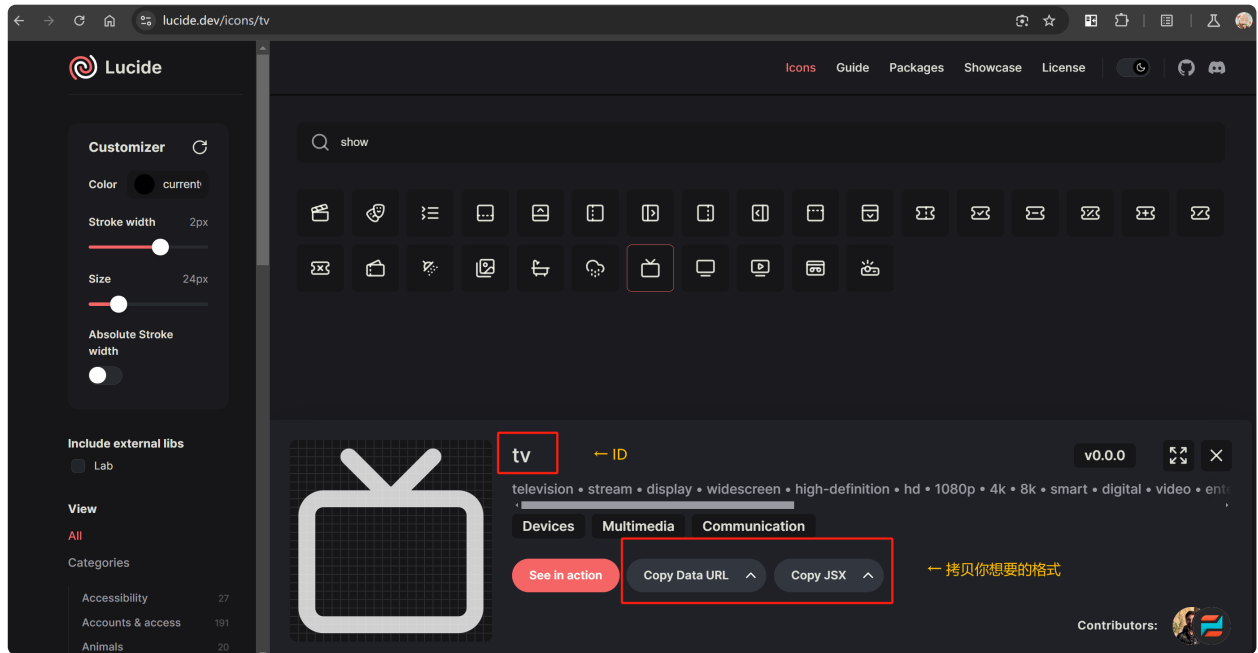 lucide.dev/icons/tv
Lucide
Icons
Guide
Packages
Showcase
License
Customizer
Color
current
Stroke width
2px
Size
24px
Absolute Stroke
width
Include external libs
Lab
View
All
Categories
Accessibility
27
Accounts & access
191
Animals
20
show
tv
← ID
v0.0.0
television • stream • display • widescreen • high-definition • hd • 1080p • 4k • 8k • smart • digital • video •
Devices
Multimedia
Communication
See in action
Copy Data URL
Copy JSX
← 拷贝你想要的格式
Contributors: